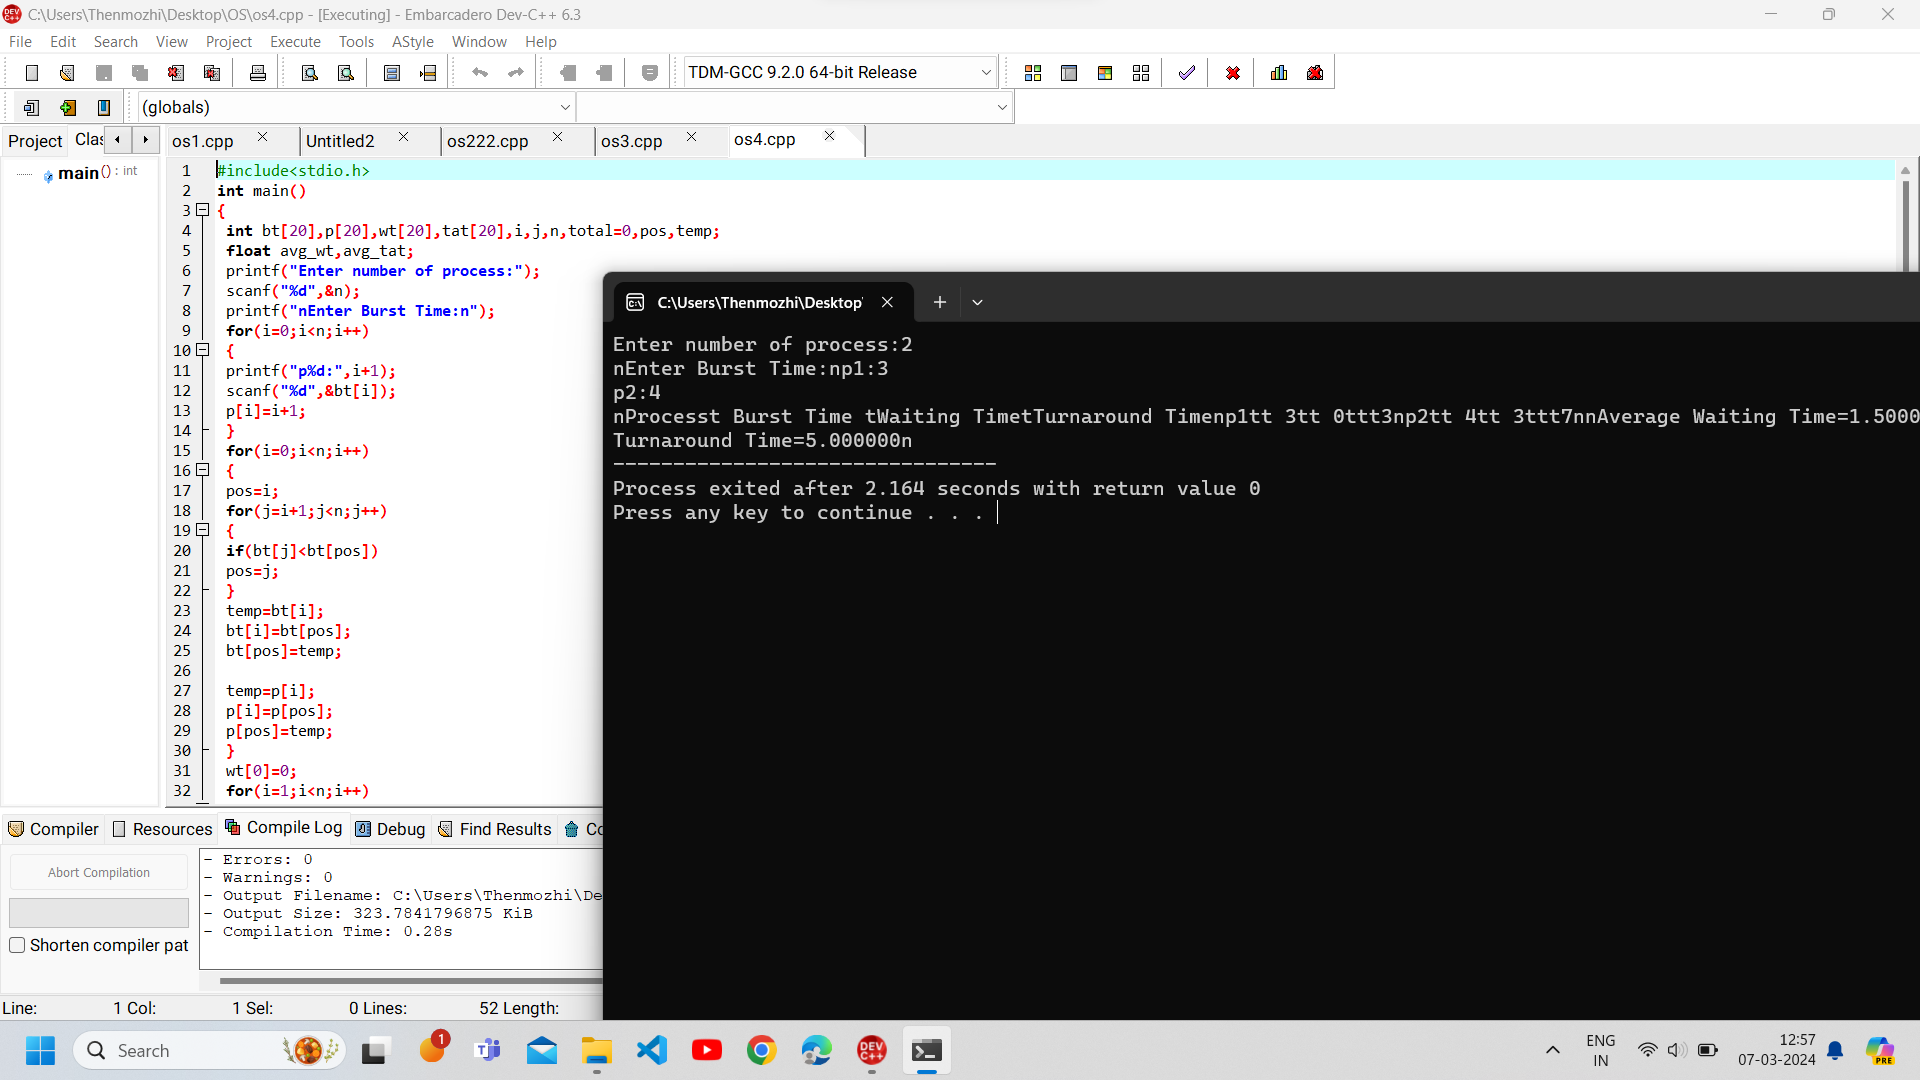 C:\Users\Thenmozhi\Desktop\OS\os4.cpp - [Executing] - Embarcadero Dev-C++ 6.3
File Edit Search View Project Execute Tools AStyle Window Help
TDM-GCC 9.2.0 64-bit Release
(globals)
Project Clas os1.cpp Untitled2 os222.cpp os3.cpp os4.cpp
main() : int
1 #include<stdio.h>
2 int main()
3 {
4 int bt[20],p[20],wt[20],tat[20],i,j,n,total=0,pos,temp;
5 float avg_wt,avg_tat;
6 printf("Enter number of process:");
7 scanf("%d",&n);
8 printf("nEnter Burst Time:n");
9 for(i=0;i<n;i++)
10 {
11 printf("p%d:",i+1);
12 scanf("%d",&bt[i]);
13 p[i]=i+1;
14 }
15 for(i=0;i<n;i++)
16 {
17 pos=i;
18 for(j=i+1;j<n;j++)
19 {
20 if(bt[j]<bt[pos])
21 pos=j;
22 }
23 temp=bt[i];
24 bt[i]=bt[pos];
25 bt[pos]=temp;
26
27 temp=p[i];
28 p[i]=p[pos];
29 p[pos]=temp;
30 }
31 wt[0]=0;
32 for(i=1;i<n;i++)
C:\Users\Thenmozhi\Desktop
Enter number of process:2
nEnter Burst Time:np1:3
p2:4
nProcesst Burst Time tWaiting TimetTurnaround Timenp1tt 3tt 0ttt3np2tt 4tt 3ttt7nnAverage Waiting Time=1.5000
Turnaround Time=5.000000n
--------------------------------
Process exited after 2.164 seconds with return value 0
Press any key to continue . . .
Compiler Resources Compile Log Debug Find Results Co
Abort Compilation
Shorten compiler pat
- Errors: 0
- Warnings: 0
- Output Filename: C:\Users\Thenmozhi\De
- Output Size: 323.7841796875 KiB
- Compilation Time: 0.28s
Line: 1 Col: 1 Sel: 0 Lines: 52 Length:
Search
1
DEV C++
ENG
IN
12:57
07-03-2024
PRE